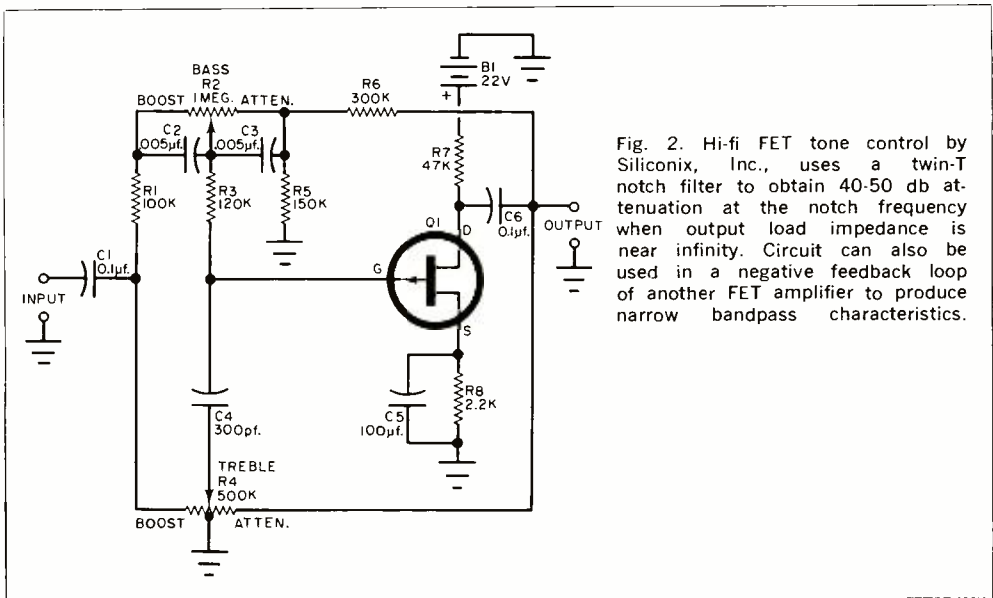 BASS
R2
BOOST 1MEG. ATTEN.
C2
.005µf.
C3
.005µf.
R1
100K
R3
120K
R5
150K
R6
300K
B1
22V
+
R7
47K
C6
0.1µf.
OUTPUT
Q1
D
G
S
C1
0.1µf.
INPUT
C4
300pf.
C5
100µf.
R8
2.2K
TREBLE
R4
500K
BOOST ATTEN.
Fig. 2. Hi-fi FET tone control by
Siliconix, Inc., uses a twin-T
notch filter to obtain 40-50 db at-
tenuation at the notch frequency
when output load impedance is
near infinity. Circuit can also be
used in a negative feedback loop
of another FET amplifier to produce
narrow bandpass characteristics.